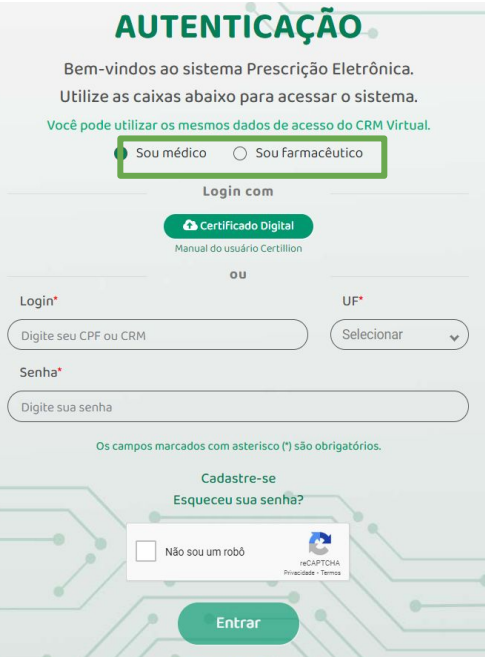 AUTENTICAÇÃO
Bem-vindos ao sistema Prescrição Eletrônica.
Utilize as caixas abaixo para acessar o sistema.
Você pode utilizar os mesmos dados de acesso do CRM Virtual.
Sou médico Sou farmacêutico
Login com
Certificado Digital
Manual do usuário Certillion
ou
Login* UF*
Digite seu CPF ou CRM Selecionar
Senha*
Digite sua senha
Os campos marcados com asterisco (*) são obrigatórios.
Cadastre-se
Esqueceu sua senha?
Não sou um robô
reCAPTCHA
Privacidade - Termos
Entrar